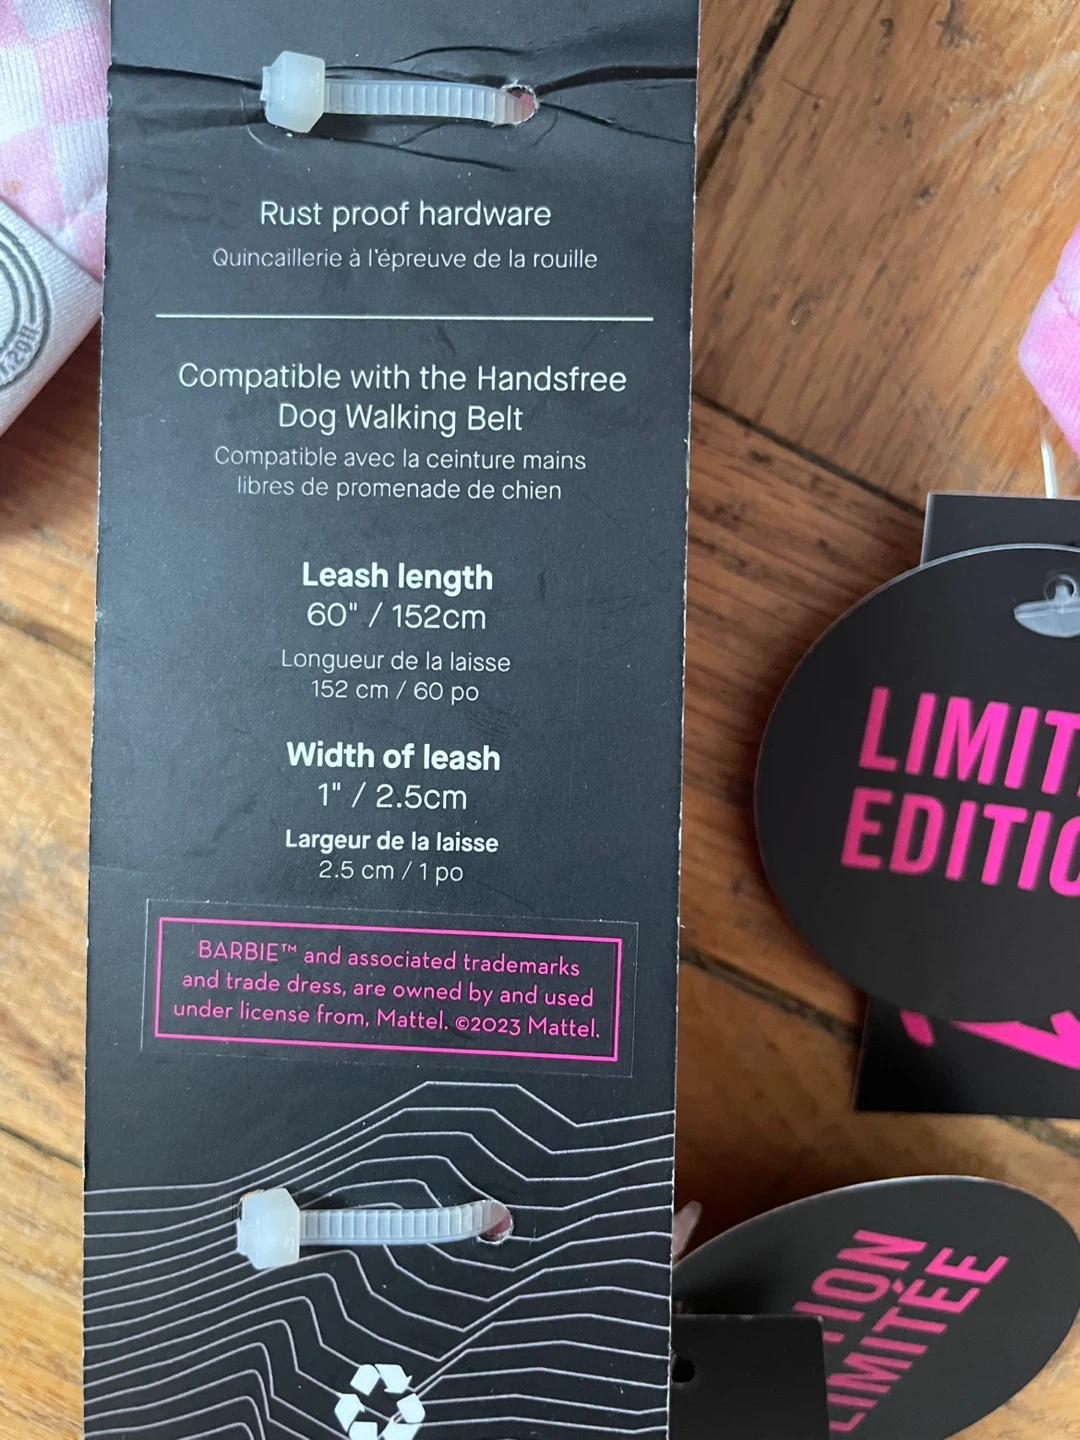 Rust proof hardware
Quincaillerie à l'épreuve de la rouille
Compatible with the Handsfree
Dog Walking Belt
Compatible avec la ceinture mains
libres de promenade de chien
Leash length
60" / 152cm
Longueur de la laisse
152 cm / 60 po
Width of leash
1" / 2.5cm
Largeur de la laisse
2.5 cm / 1 po
BARBIE™ and associated trademarks
and trade dress, are owned by and used
under license from, Mattel. ©2023 Mattel.
LIMIT
EDITIO
ION
LIMITÉE